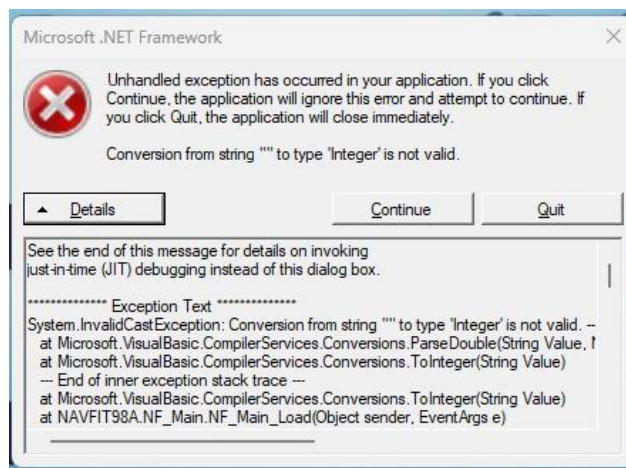 Microsoft .NET Framework
Unhandled exception has occurred in your application. If you click
Continue, the application will ignore this error and attempt to continue. If
you click Quit, the application will close immediately.
Conversion from string "" to type 'Integer' is not valid.
Details
Continue
Quit
See the end of this message for details on invoking
just-in-time (JIT) debugging instead of this dialog box.
************** Exception Text **************
System.InvalidCastException: Conversion from string "" to type 'Integer' is not valid. --
at Microsoft.VisualBasic.CompilerServices.Conversions.ParseDouble(String Value,
at Microsoft.VisualBasic.CompilerServices.Conversions.ToInteger(String Value)
--- End of inner exception stack trace ---
at Microsoft.VisualBasic.CompilerServices.Conversions.ToInteger(String Value)
at NAVFIT98A.NF_Main.NF_Main_Load(Object sender, EventArgs e)